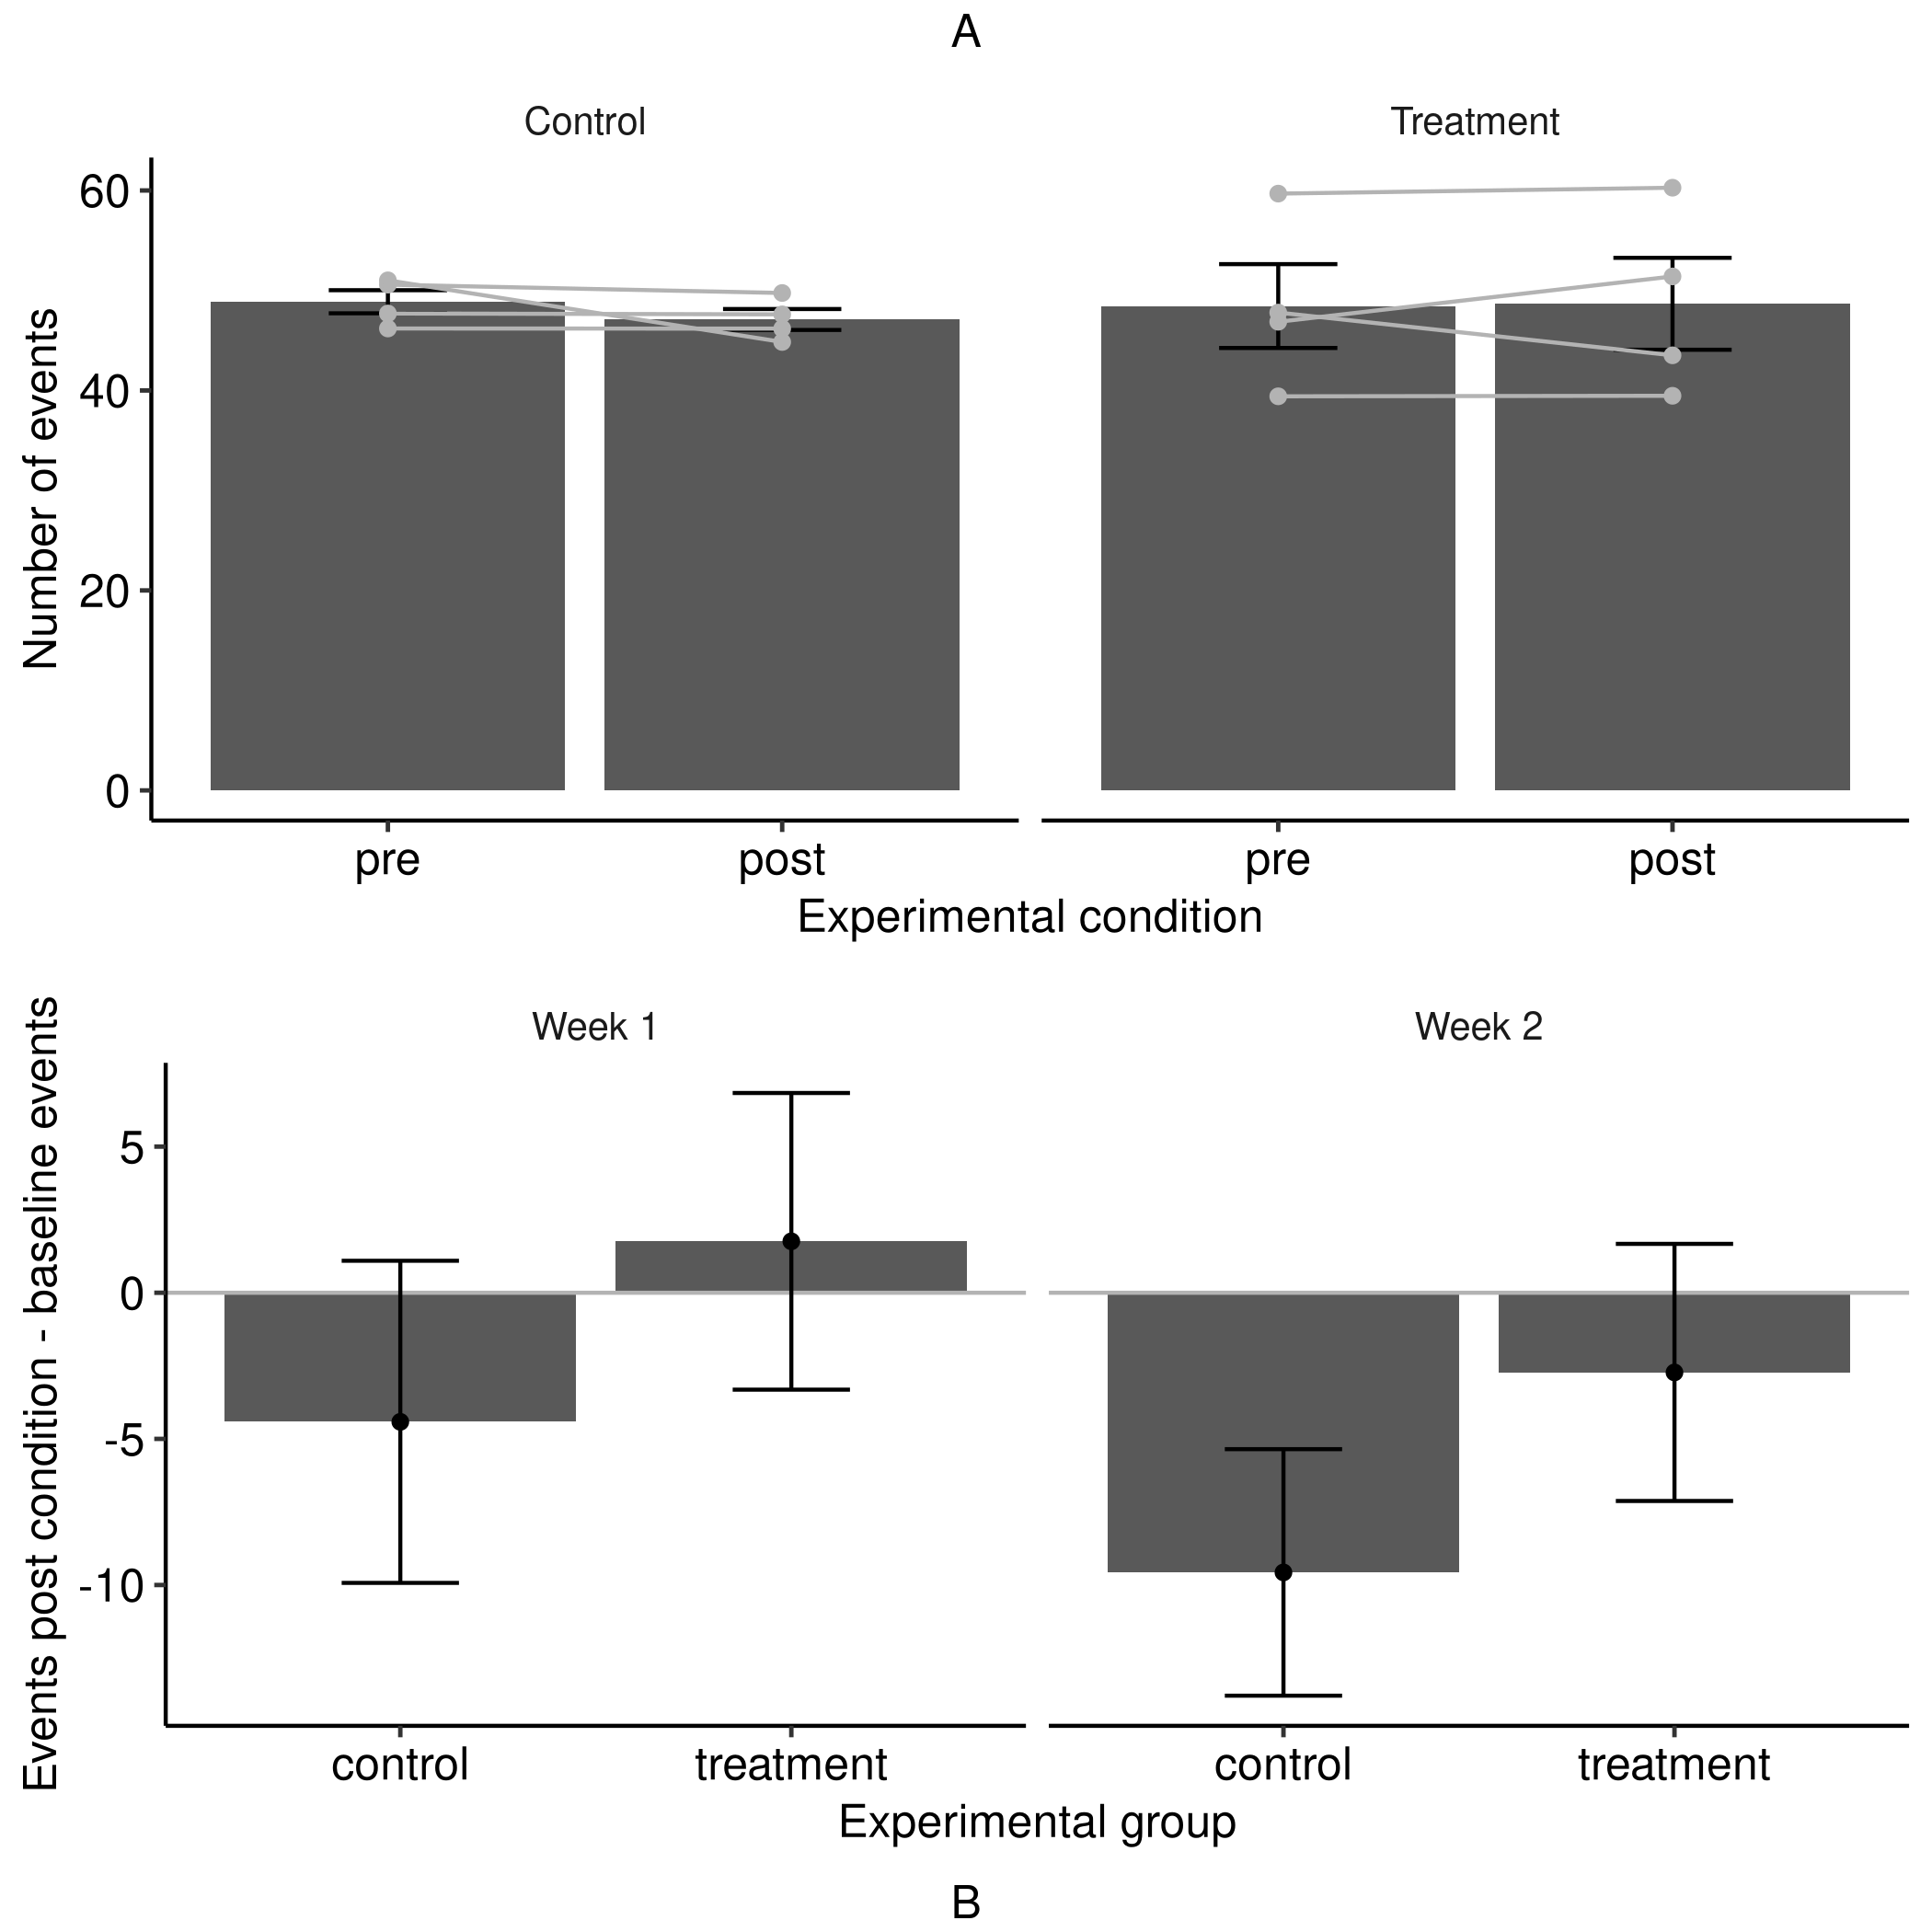 A
Control
Treatment
Number of events
60
40
20
0
pre
post
pre
post
Experimental condition
Week 1
Week 2
Events post condition - baseline events
5
0
-5
-10
control
treatment
control
treatment
Experimental group
B